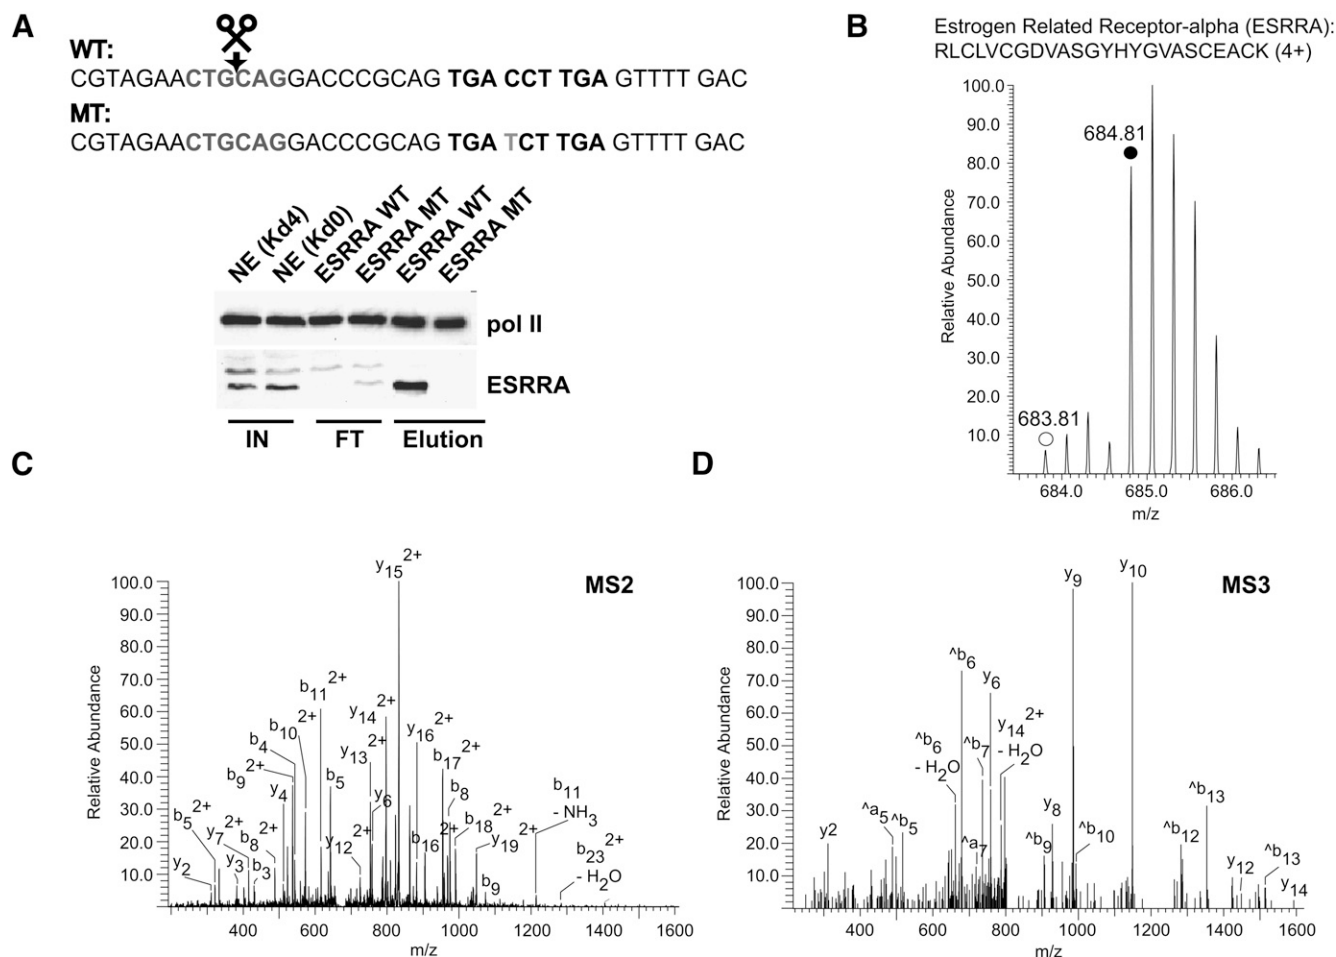 A
WT:
CGTAGAACTGCAGGACCCGCAG TGA CCT TGA GTTTT GAC
MT:
CGTAGAACTGCAGGACCCGCAG TGA TCT TGA GTTTT GAC
NE (Kd4)
NE (Kd0)
ESRRA WT
ESRRA MT
ESRRA WT
ESRRA MT
pol II
ESRRA
IN
FT
Elution
B
Estrogen Related Receptor-alpha (ESRRA):
RLCLVCGDVASGYHYGVASCEACK (4+)
Relative Abundance
100.0
90.0
80.0
70.0
60.0
50.0
40.0
30.0
20.0
10.0
684.81
683.81
684.0
685.0
686.0
m/z
C
MS2
Relative Abundance
100.0
90.0
80.0
70.0
60.0
50.0
40.0
30.0
20.0
10.0
y15 2+
b11 2+
y14 2+
b10 2+
b4
y13 2+
y16 2+
b17 2+
b9 2+
y4
b5
y6
b8
b11 - NH3
b5 2+
y7 2+
b8 2+
y12 2+
b16 2+
b18 2+
y19 2+
b23 2+ - H2O
y2
y3
b3
b9
400
600
800
1000
1200
1400
1600
m/z
D
MS3
Relative Abundance
100.0
90.0
80.0
70.0
60.0
50.0
40.0
30.0
20.0
10.0
y9
y10
^b6
y6
^b6 - H2O
^b7
y14 2+ - H2O
^a5
^b5
^a7
y8
^b9
^b10
^b12
^b13
y2
y12
^b13
y14
400
600
800
1000
1200
1400
1600
m/z